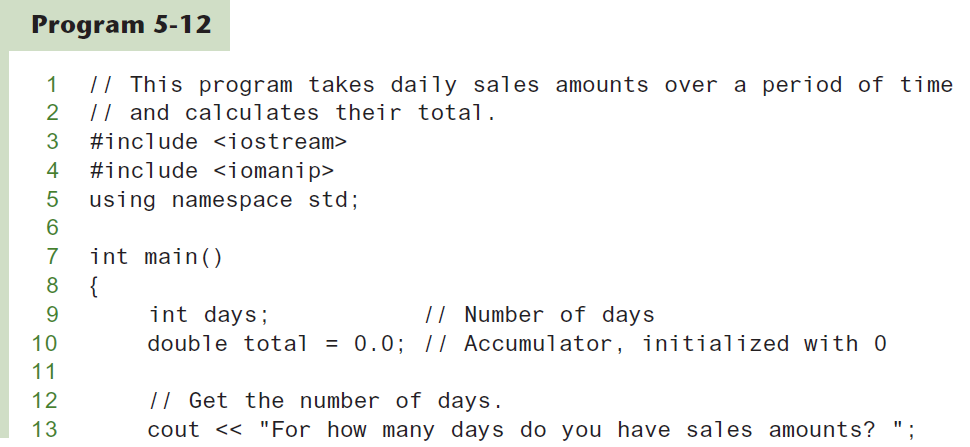 Program 5-12
1 // This program takes daily sales amounts over a period of time
2 // and calculates their total.
3 #include <iostream>
4 #include <iomanip>
5 using namespace std;
6
7 int main()
8 {
9 int days; // Number of days
10 double total = 0.0; // Accumulator, initialized with 0
11
12 // Get the number of days.
13 cout << "For how many days do you have sales amounts? ";